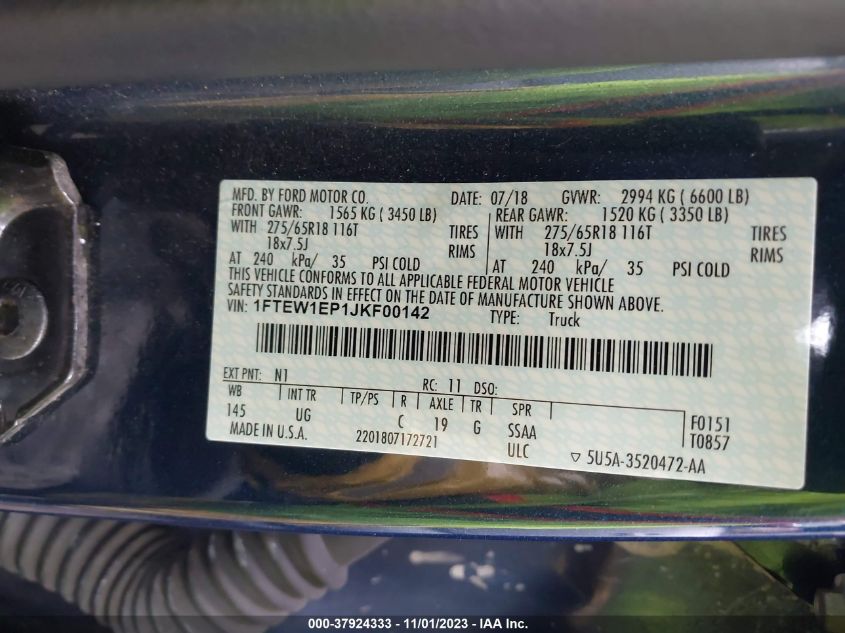 MFD. BY FORD MOTOR CO. DATE: 07/18 GVWR: 2994 KG ( 6600 LB)
FRONT GAWR: 1565 KG ( 3450 LB) REAR GAWR: 1520 KG ( 3350 LB)
WITH 275/65R18 116T TIRES WITH 275/65R18 116T TIRES
18x7.5J RIMS 18x7.5J RIMS
AT 240 kPa/ 35 PSI COLD AT 240 kPa/ 35 PSI COLD
THIS VEHICLE CONFORMS TO ALL APPLICABLE FEDERAL MOTOR VEHICLE
SAFETY STANDARDS IN EFFECT ON THE DATE OF MANUFACTURE SHOWN ABOVE.
VIN: 1FTEW1EP1JKF00142 TYPE: Truck
EXT PNT: N1 RC: 11 DSO:
WB INT TR TP/PS R AXLE TR SPR F0151
145 UG C 19 G SSAA T0857
MADE IN U.S.A. 2201807172721 ULC ▽ 5U5A-3520472-AA
000-37924333 - 11/01/2023 - IAA Inc.